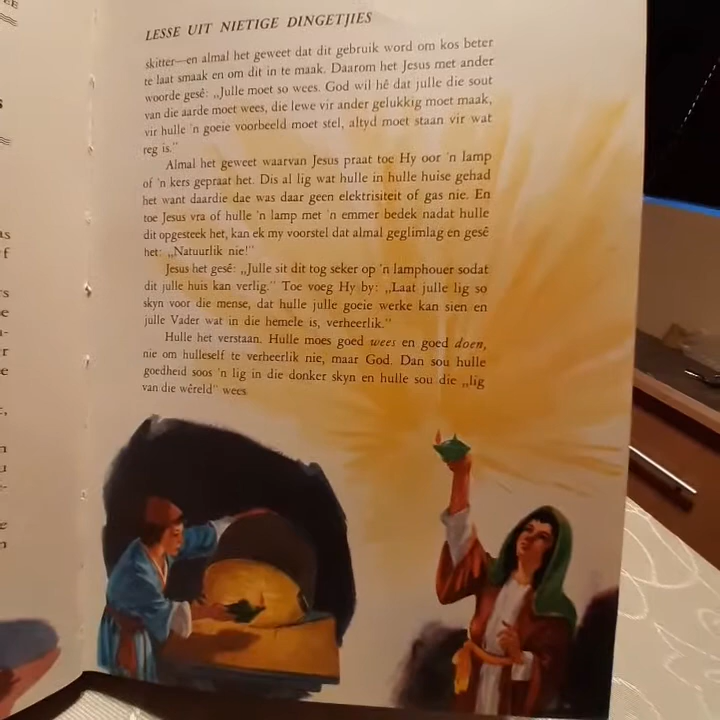 LESSE UIT NIETIGE DINGETJIES
skitter—en almal het geweet dat dit gebruik word om kos beter
te laat smaak en om dit in te maak. Daarom het Jesus met ander
woorde gesê: „Julle moet so wees. God wil hê dat julle die sout
van die aarde moet wees, die lewe vir ander gelukkig moet maak,
vir hulle 'n goeie voorbeeld moet stel, altyd moet staan vir wat
reg is."
Almal het geweet waarvan Jesus praat toe Hy oor 'n lamp
of 'n kers gepraat het. Dis al lig wat hulle in hulle huise gehad
het want daardie dae was daar geen elektrisiteit of gas nie. En
toe Jesus vra of hulle 'n lamp met 'n emmer bedek nadat hulle
dit opgesteek het, kan ek my voorstel dat almal geglimlag en gesê
het: „Natuurlik nie!"
Jesus het gesê: „Julle sit dit tog seker op 'n lamphouer sodat
dit julle huis kan verlig." Toe voeg Hy by: „Laat julle lig so
skyn voor die mense, dat hulle julle goeie werke kan sien en
julle Vader wat in die hemele is, verheerlik."
Hulle het verstaan. Hulle moes goed wees en goed doen,
nie om hulleself te verheerlik nie, maar God. Dan sou hulle
goedheid soos 'n lig in die donker skyn en hulle sou die „lig
van die wêreld" wees